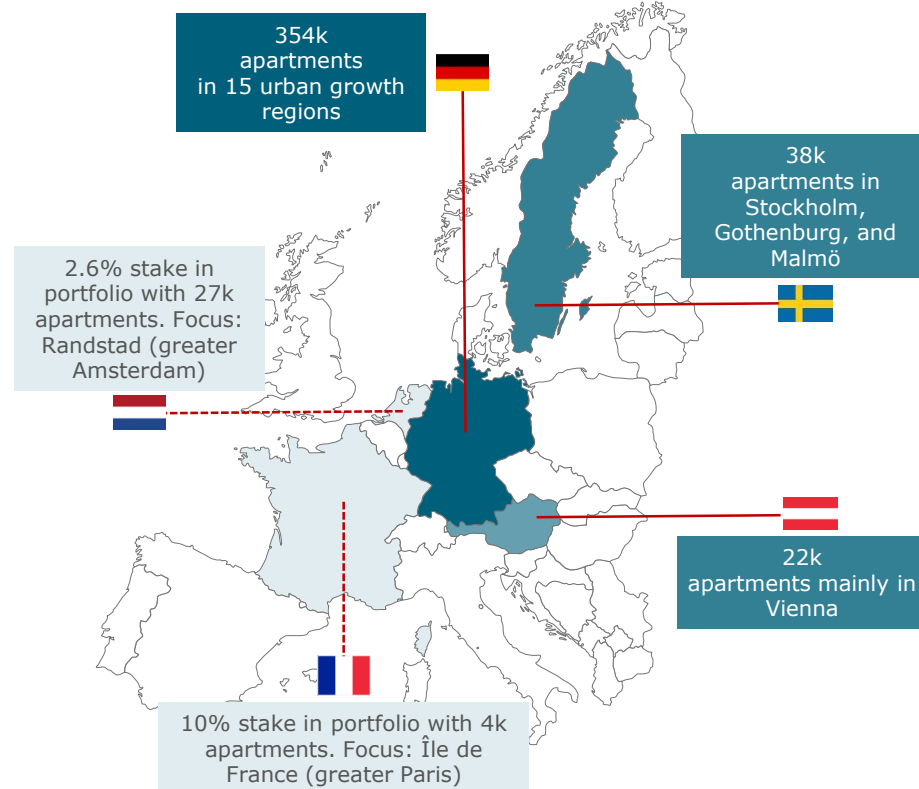 354k
apartments
in 15 urban growth
regions
38k
apartments in
Stockholm,
Gothenburg, and
Malmö
2.6% stake in
portfolio with 27k
apartments. Focus:
Randstad (greater
Amsterdam)
22k
apartments mainly in
Vienna
10% stake in portfolio with 4k
apartments. Focus: Île de
France (greater Paris)